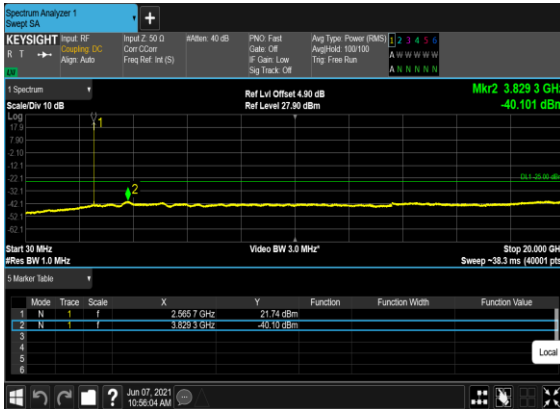 Spectrum Analyzer 1
Swept SA
+
KEYSIGHT Input: RF Input Z: 50 Ω #Atten: 40 dB PNO: Fast Avg Type: Power (RMS) 1 2 3 4 5 6
R T Coupling: DC Corr CCorr Gate: Off Avg|Hold: 100/100 A W W W W W
Align: Auto Freq Ref: Int (S) IF Gain: Low Trig: Free Run
Sig Track: Off A N N N N N
LXI
1 Spectrum Ref Lvl Offset 4.90 dB Mkr2 3.829 3 GHz
Scale/Div 10 dB Ref Level 27.90 dBm -40.101 dBm
Log
17.9 1
7.90
-2.10
-12.1
-22.1 DL1 -25.00 dBm
-32.1 2
-42.1
-52.1
-62.1
Start 30 MHz Video BW 3.0 MHz* Stop 20.000 GH
#Res BW 1.0 MHz Sweep ~38.3 ms (40001 pts
5 Marker Table
Mode Trace Scale X Y Function Function Width Function Value
1 N 1 f 2.565 7 GHz 21.74 dBm
2 N 1 f 3.829 3 GHz -40.10 dBm
3
4
5
6
Local
? Jun 07, 2021
10:56:04 AM